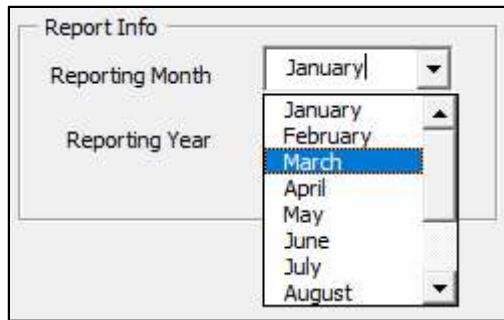 Report Info
Reporting Month
January
January
February
Reporting Year
March
April
May
June
July
August